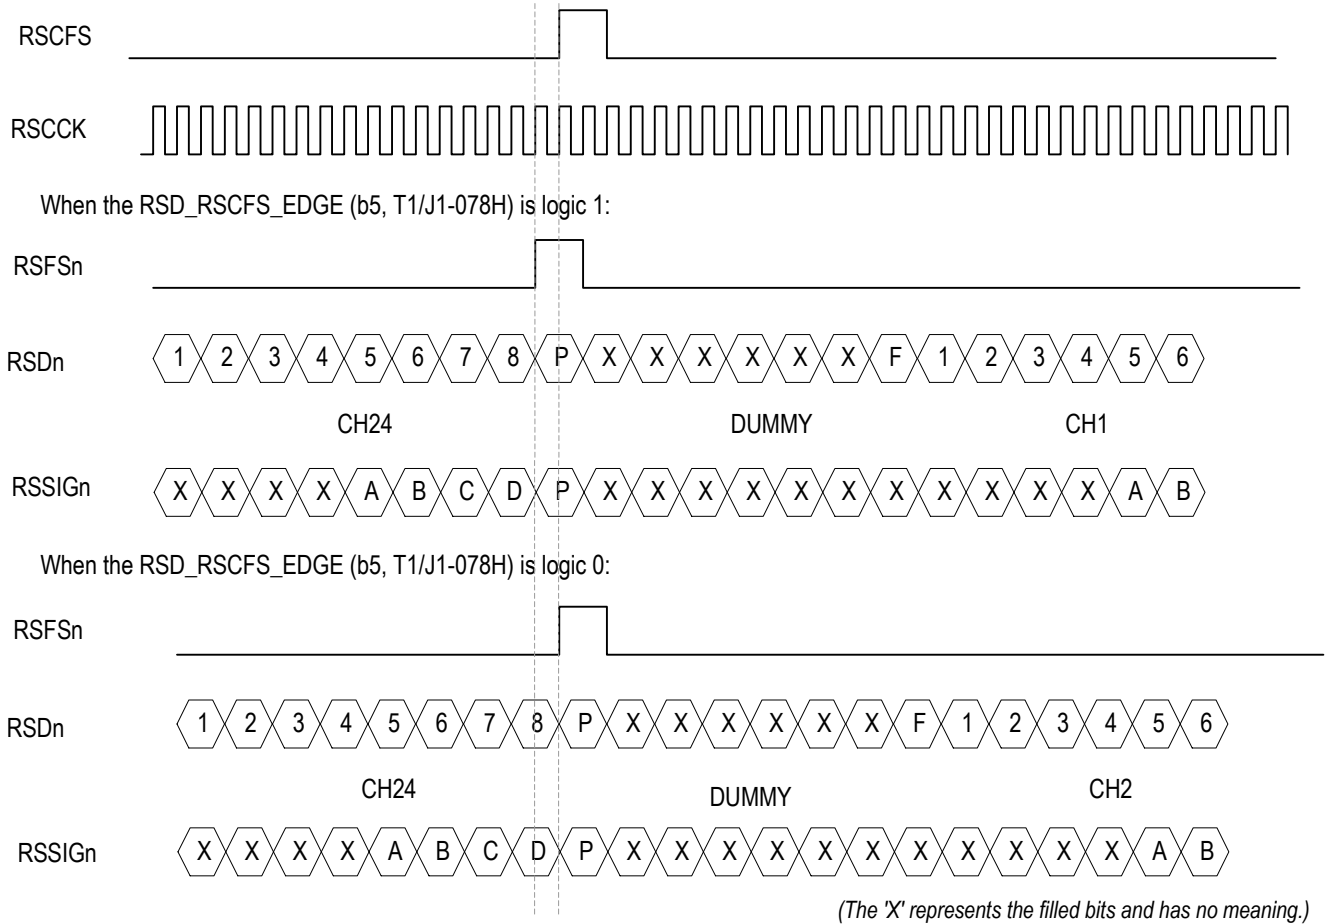 RSCFS
RSCCK
When the RSD_RSCFS_EDGE (b5, T1/J1-078H) is logic 1:
RSFSn
RSDn 1 2 3 4 5 6 7 8 P X X X X X X F 1 2 3 4 5 6
CH24 DUMMY CH1
RSSIGn X X X X A B C D P X X X X X X X X X X X A B
When the RSD_RSCFS_EDGE (b5, T1/J1-078H) is logic 0:
RSFSn
RSDn 1 2 3 4 5 6 7 8 P X X X X X X F 1 2 3 4 5 6
CH24 DUMMY CH2
RSSIGn X X X X A B C D P X X X X X X X X X X X A B
(The 'X' represents the filled bits and has no meaning.)